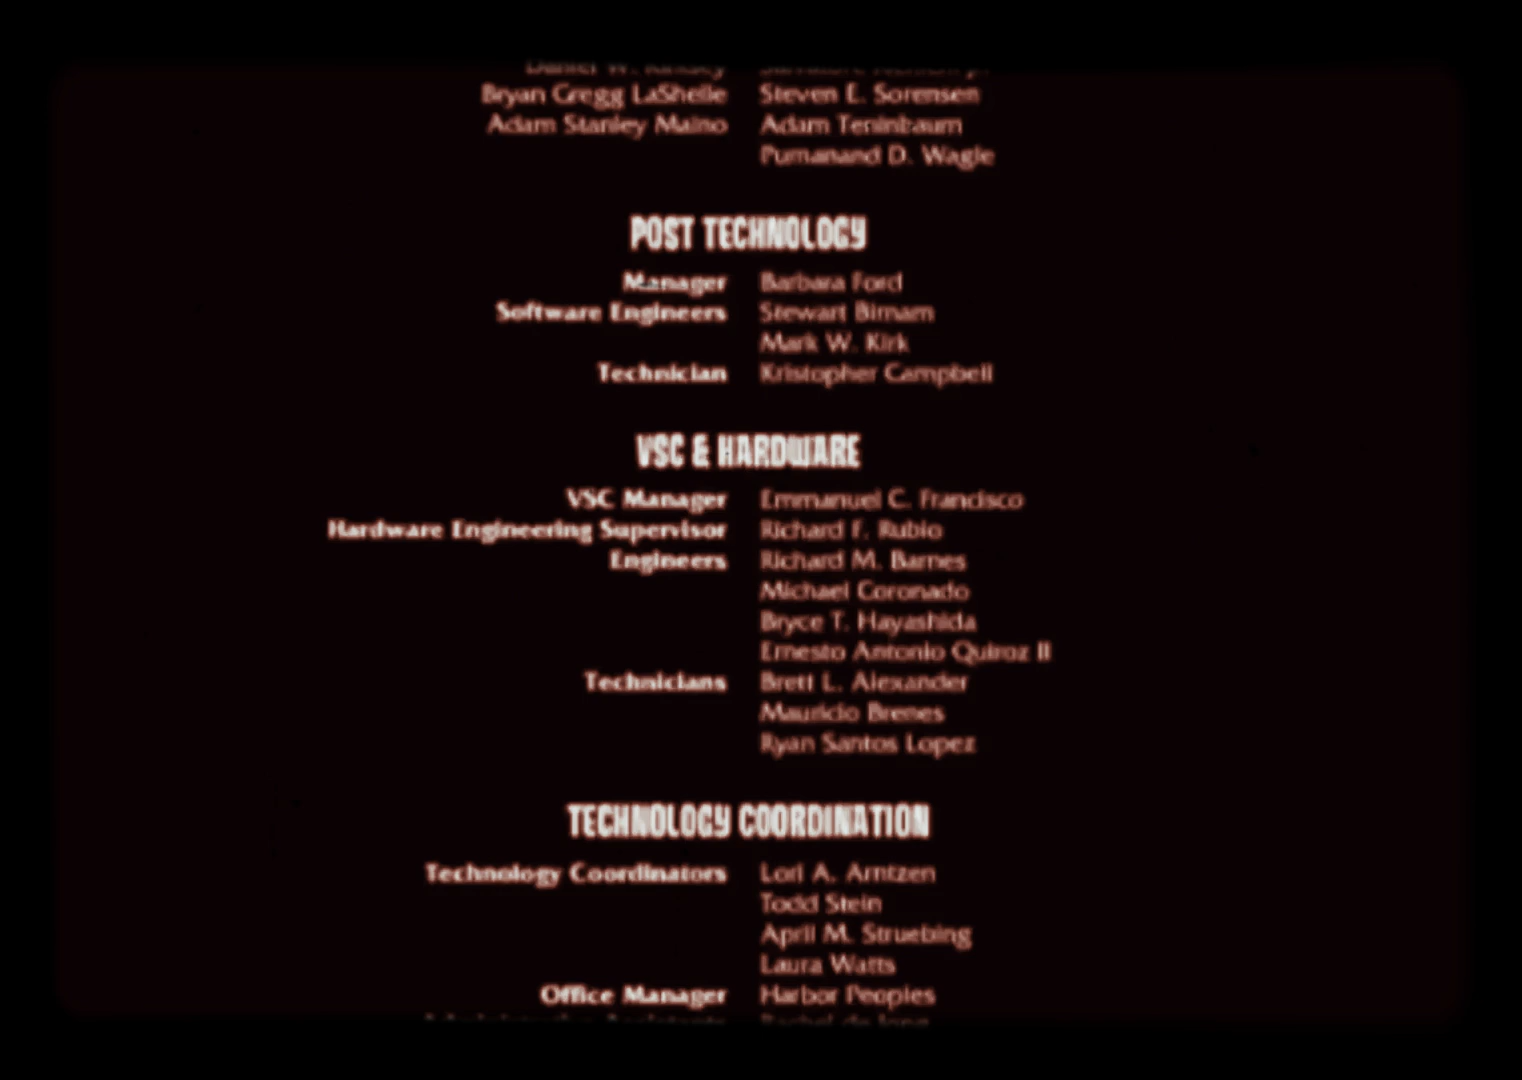 Bryan Gregg LaShelle Steven E. Sorensen
Adam Stanley Maino Adam Teninbaum
Purnanand D. Wagle
POST TECHNOLOGY
Manager Barbara Ford
Software Engineers Stewart Birnam
Mark W. Kirk
Technician Kristopher Campbell
VSC & HARDWARE
VSC Manager Emmanuel C. Francisco
Hardware Engineering Supervisor Richard F. Rubio
Engineers Richard M. Barnes
Michael Coronado
Bryce T. Hayashida
Ernesto Antonio Quiroz II
Technicians Brett L. Alexander
Mauricio Brenes
Ryan Santos Lopez
TECHNOLOGY COORDINATION
Technology Coordinators Lori A. Arntzen
Todd Stein
April M. Struebing
Laura Watts
Office Manager Harbor Peoples